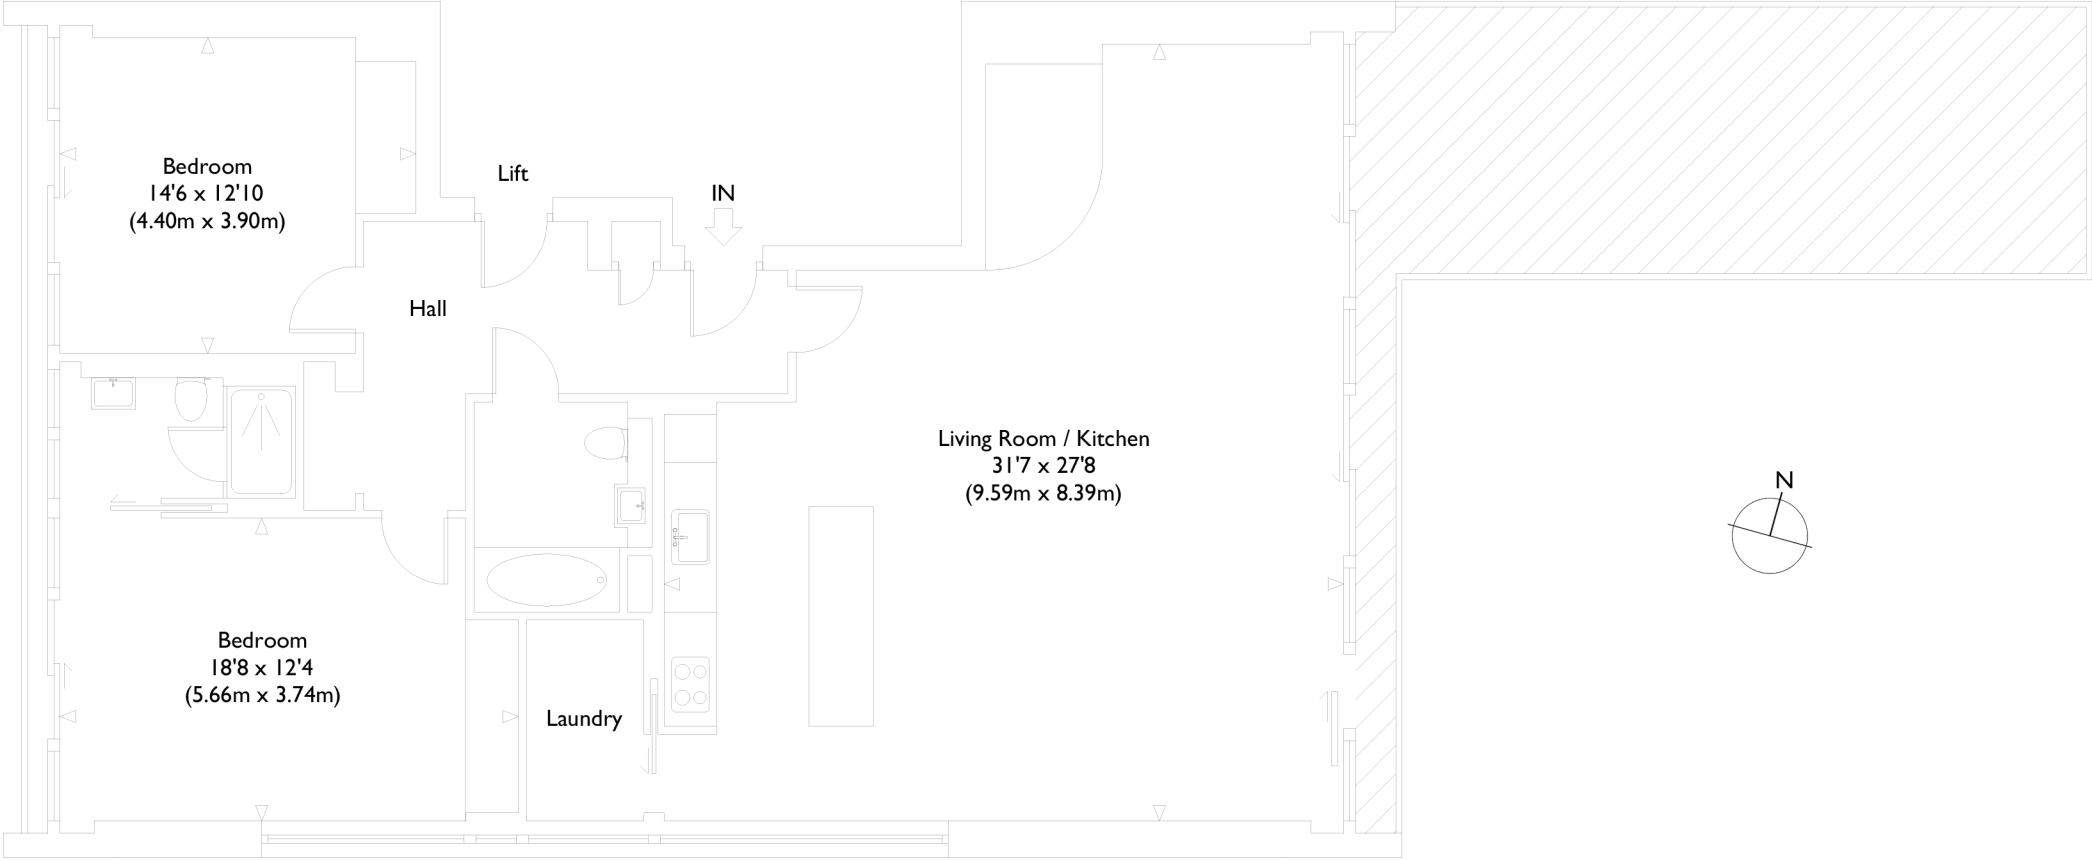 Bedroom
14'6 x 12'10
(4.40m x 3.90m)
Lift
IN
Hall
Living Room / Kitchen
31'7 x 27'8
(9.59m x 8.39m)
N
Bedroom
18'8 x 12'4
(5.66m x 3.74m)
Laundry